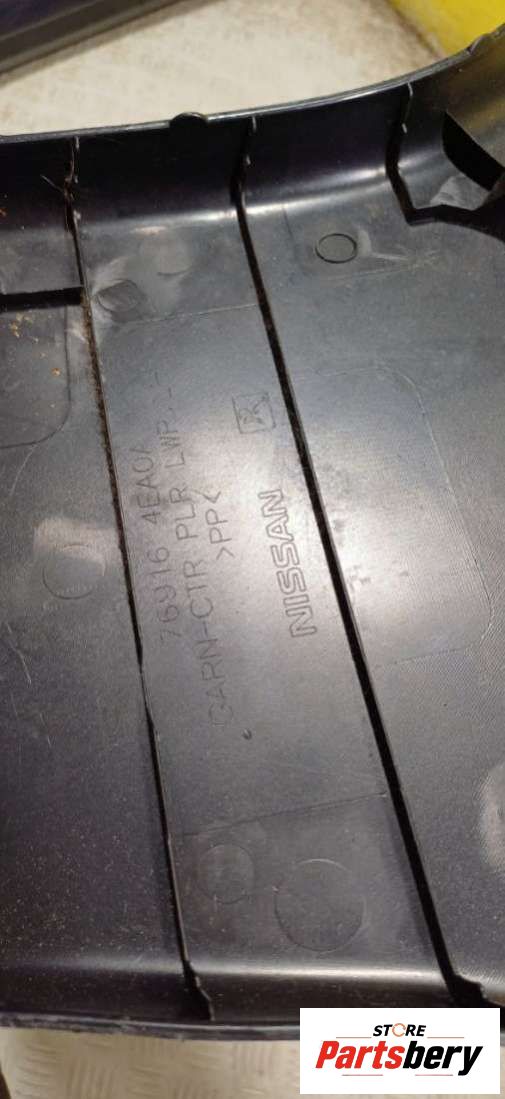 76916 4EA0A
GARN-CTR PLR LWR
>PP<
R
NISSAN
STORE
Partsbery